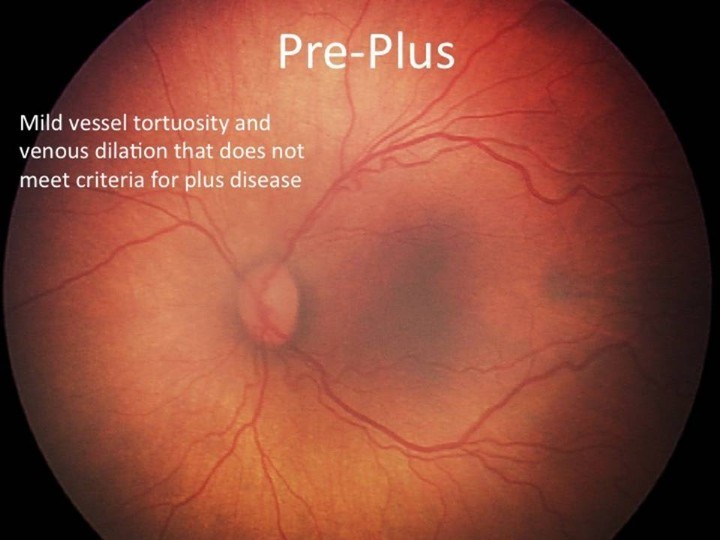 Pre-Plus
Mild vessel tortuosity and
venous dilation that does not
meet criteria for plus disease